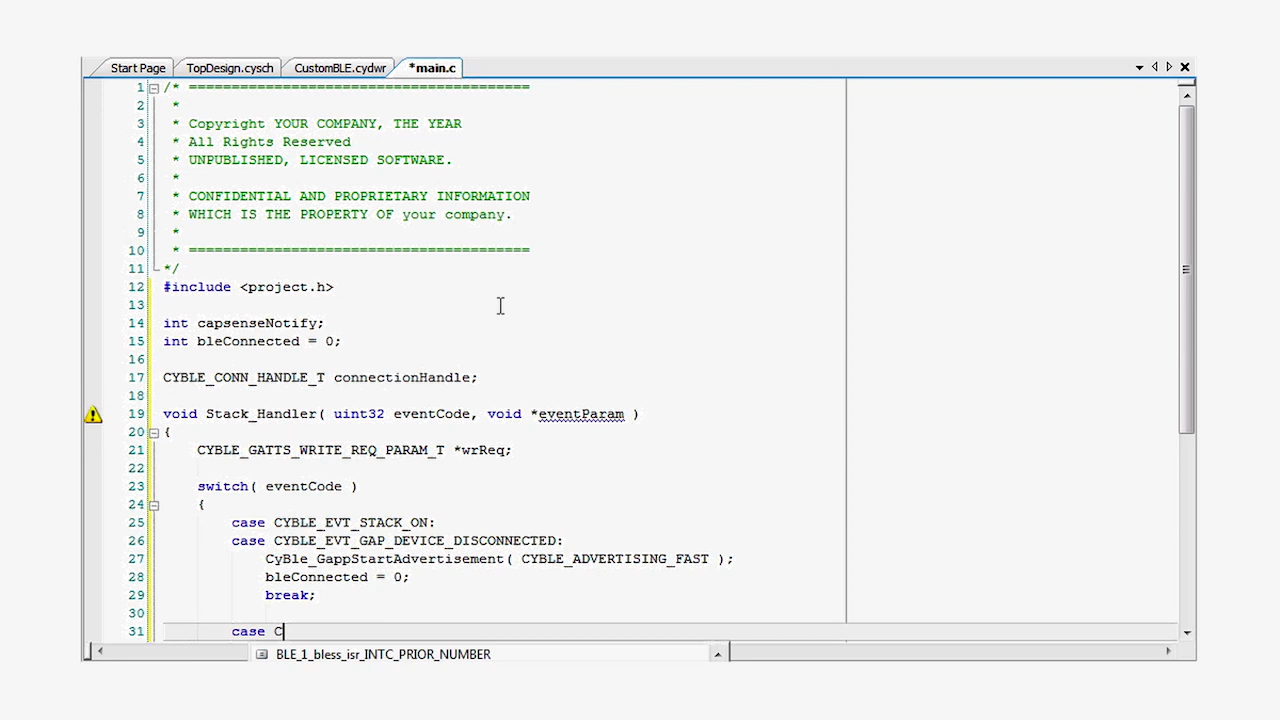 Start Page TopDesign.cysch CustomBLE.cydwr *main.c
1 /* ========================================
2 *
3 * Copyright YOUR COMPANY, THE YEAR
4 * All Rights Reserved
5 * UNPUBLISHED, LICENSED SOFTWARE.
6 *
7 * CONFIDENTIAL AND PROPRIETARY INFORMATION
8 * WHICH IS THE PROPERTY OF your company.
9 *
10 * ========================================
11 */
12 #include <project.h>
13
14 int capsenseNotify;
15 int bleConnected = 0;
16
17 CYBLE_CONN_HANDLE_T connectionHandle;
18
19 void Stack_Handler( uint32 eventCode, void *eventParam )
20 {
21 CYBLE_GATTS_WRITE_REQ_PARAM_T *wrReq;
22
23 switch( eventCode )
24 {
25 case CYBLE_EVT_STACK_ON:
26 case CYBLE_EVT_GAP_DEVICE_DISCONNECTED:
27 CyBle_GappStartAdvertisement( CYBLE_ADVERTISING_FAST );
28 bleConnected = 0;
29 break;
30
31 case C
BLE_1_bless_isr_INTC_PRIOR_NUMBER